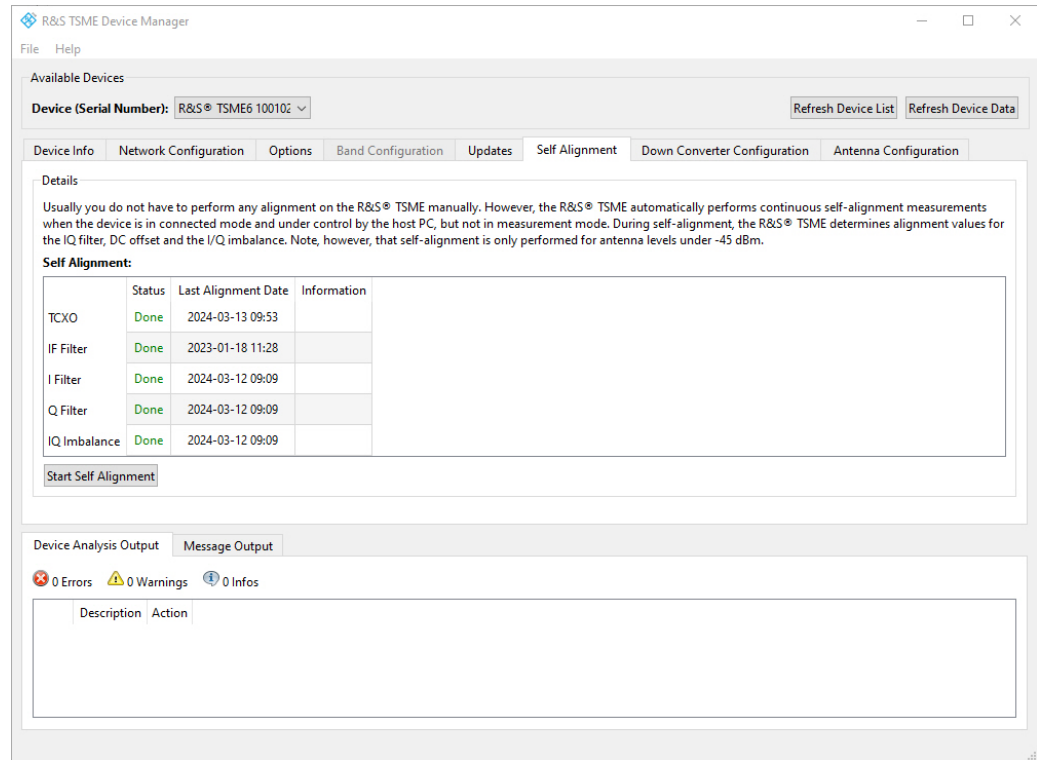 R&S TSME Device Manager
File Help
Available Devices
Device (Serial Number): R&S® TSME6 100102
Refresh Device List Refresh Device Data
Device Info Network Configuration Options Band Configuration Updates Self Alignment Down Converter Configuration Antenna Configuration
Details
Usually you do not have to perform any alignment on the R&S® TSME manually. However, the R&S® TSME automatically performs continuous self-alignment measurements
when the device is in connected mode and under control by the host PC, but not in measurement mode. During self-alignment, the R&S® TSME determines alignment values for
the IQ filter, DC offset and the I/Q imbalance. Note, however, that self-alignment is only performed for antenna levels under -45 dBm.
Self Alignment:
Status Last Alignment Date Information
TCXO Done 2024-03-13 09:53
IF Filter Done 2023-01-18 11:28
I Filter Done 2024-03-12 09:09
Q Filter Done 2024-03-12 09:09
IQ Imbalance Done 2024-03-12 09:09
Start Self Alignment
Device Analysis Output Message Output
0 Errors 0 Warnings 0 Infos
Description Action